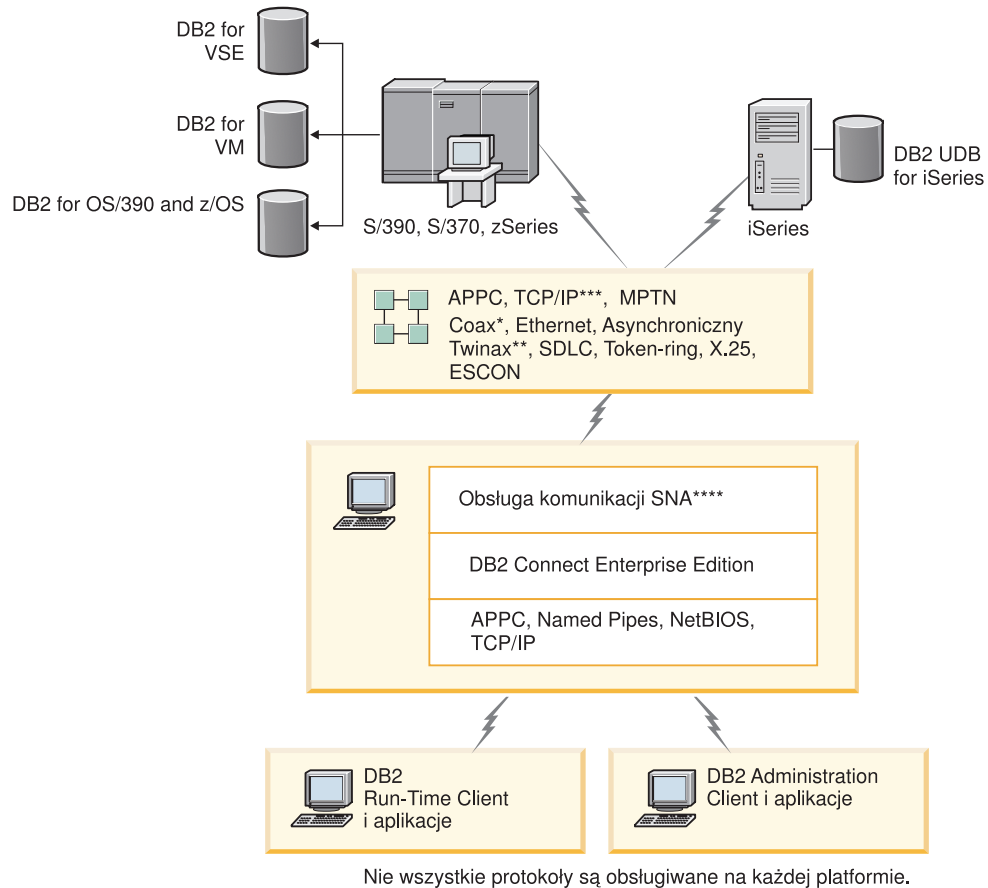 DB2 for
VSE
DB2 for
VM
DB2 for OS/390 and z/OS
S/390, S/370, zSeries
iSeries
DB2 UDB
for iSeries
APPC, TCP/IP***, MPTN
Coax*, Ethernet, Asynchroniczny
Twinax**, SDLC, Token-ring, X.25,
ESCON
Obsługa komunikacji SNA****
DB2 Connect Enterprise Edition
APPC, Named Pipes, NetBIOS,
TCP/IP
DB2
Run-Time Client
i aplikacje
DB2 Administration
Client i aplikacje
Nie wszystkie protokoły są obsługiwane na każdej platformie.